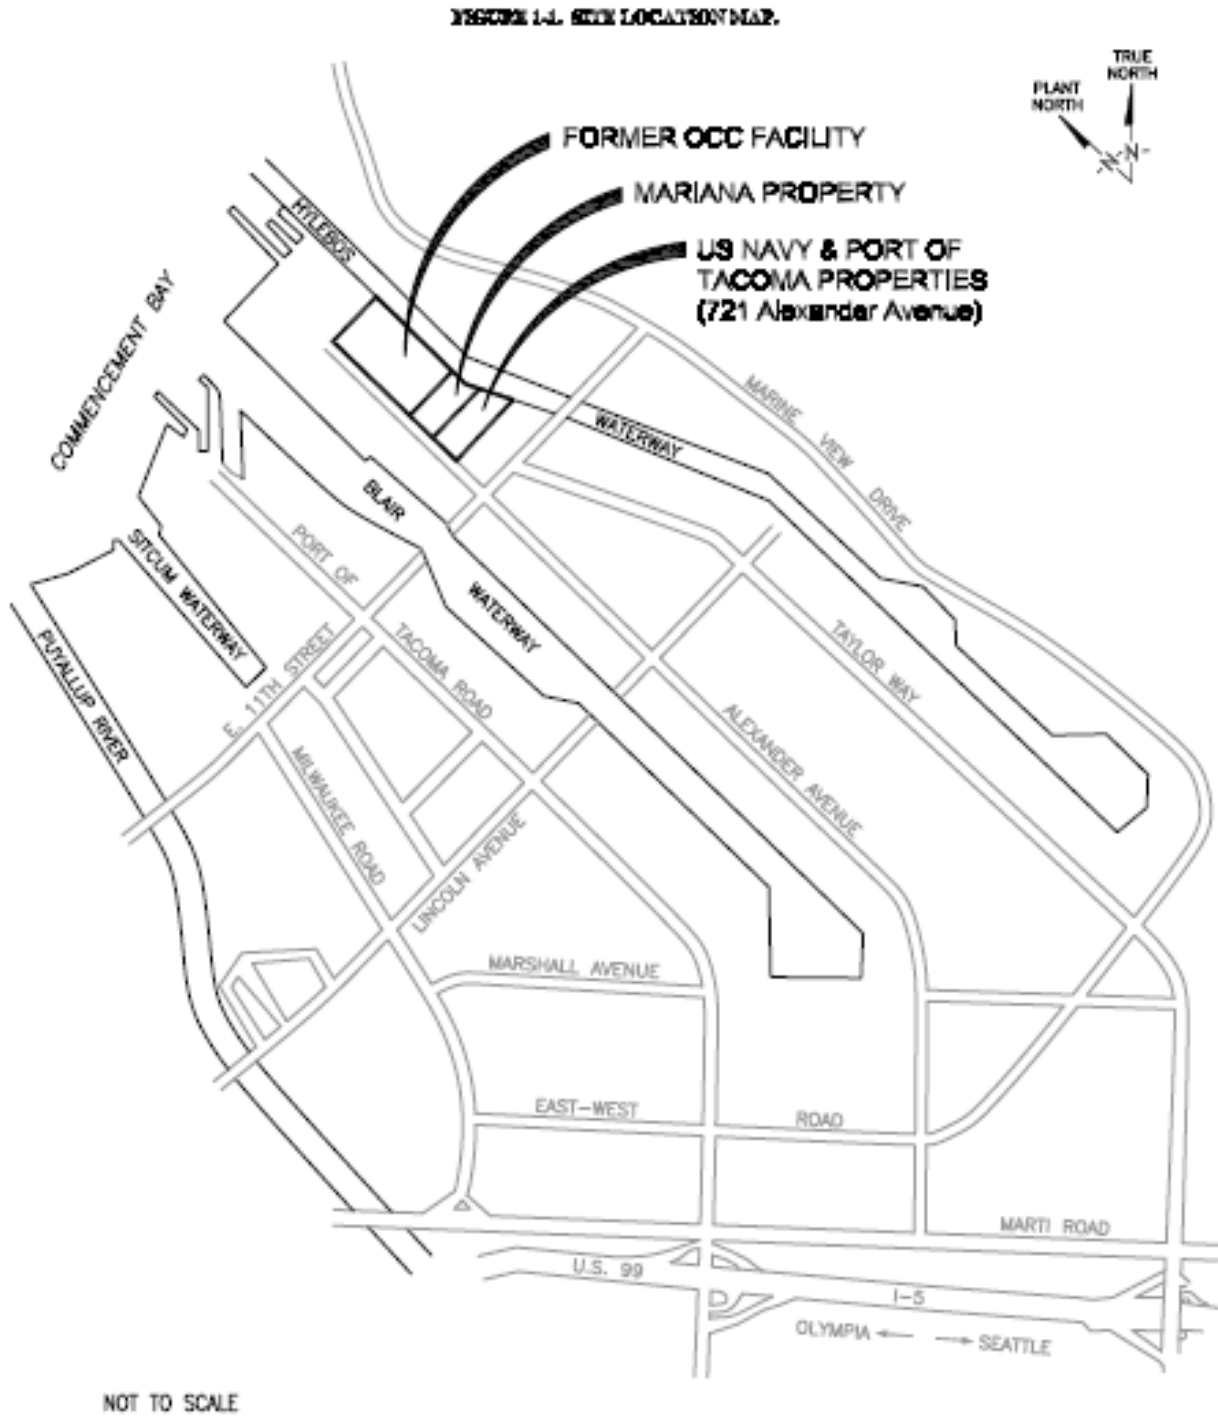 FIGURE 1-1. SITE LOCATION MAP.
TRUE
NORTH
PLANT
NORTH
N
N
FORMER OCC FACILITY
MARIANA PROPERTY
US NAVY & PORT OF
TACOMA PROPERTIES
(721 Alexander Avenue)
HYLEBOS
COMMENCEMENT BAY
MARINE VIEW DRIVE
WATERWAY
BLAIR
PORT OF
SITCUM WATERWAY
WATERWAY
TACOMA ROAD
E. 11TH STREET
PUYALLUP RIVER
TAYLOR WAY
ALEXANDER AVENUE
MILWAUKEE ROAD
LINCOLN AVENUE
MARSHALL AVENUE
EAST-WEST ROAD
MARTI ROAD
U.S. 99
I-5
OLYMPIA SEATTLE
NOT TO SCALE